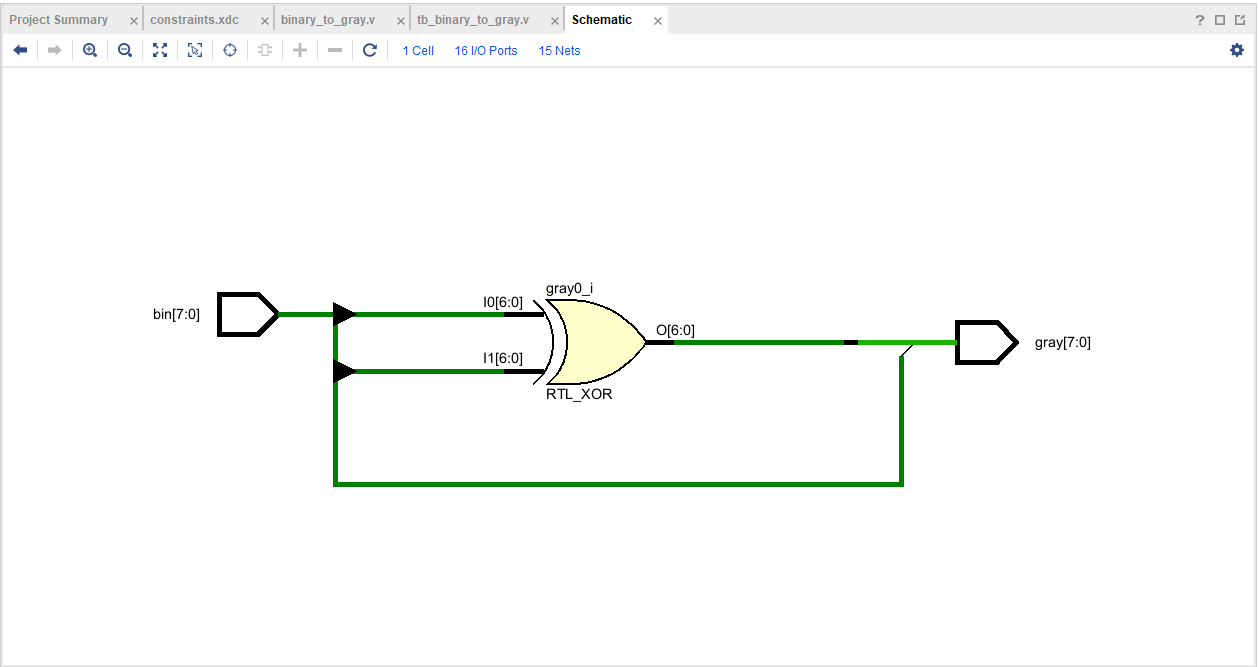 Project Summary constraints.xdc binary_to_gray.v tb_binary_to_gray.v Schematic ?
1 Cell 16 I/O Ports 15 Nets
gray0_i
I0[6:0]
bin[7:0]
O[6:0]
gray[7:0]
I1[6:0]
RTL_XOR